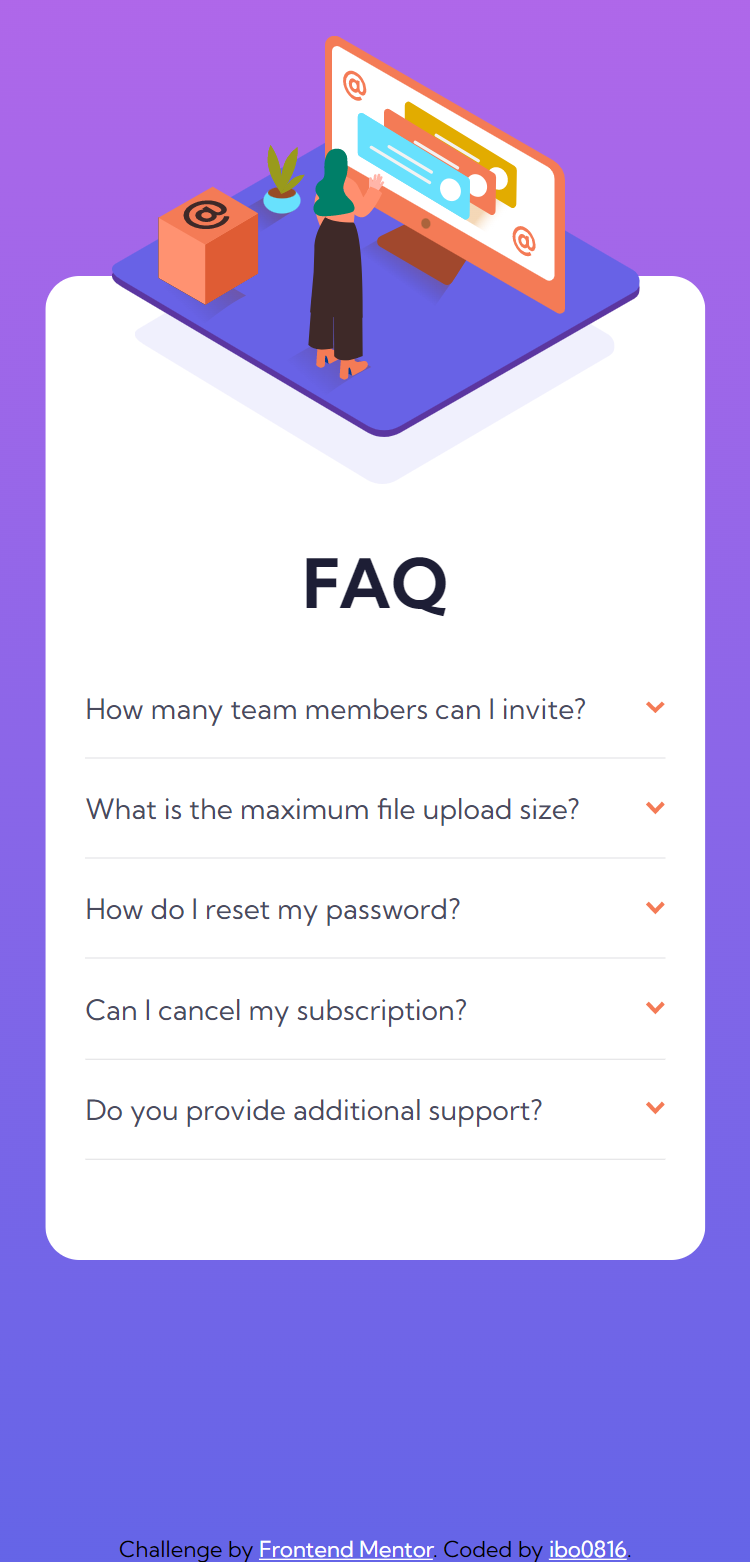 @
@
@
FAQ
How many team members can I invite?
What is the maximum file upload size?
How do I reset my password?
Can I cancel my subscription?
Do you provide additional support?
Challenge by Frontend Mentor. Coded by ibo0816.